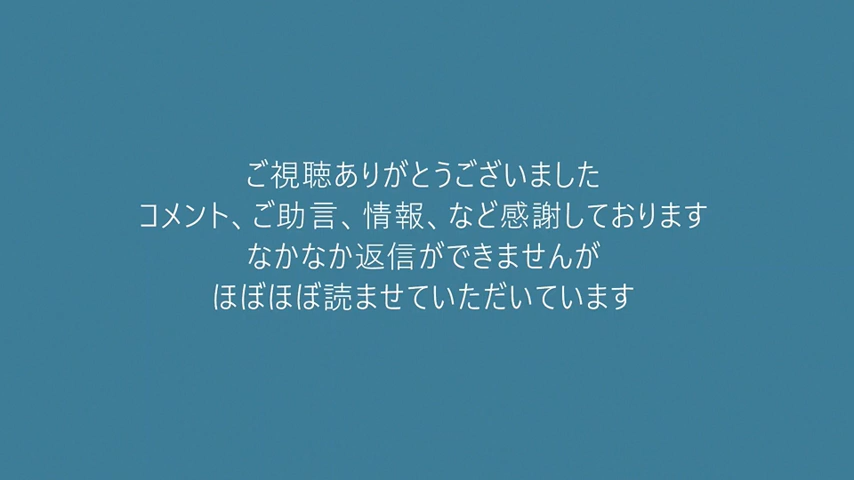 ご視聴ありがとうございました
コメント、ご助言、情報、など感謝しております
なかなか返信ができませんが
ほぼほぼ読ませていただいています